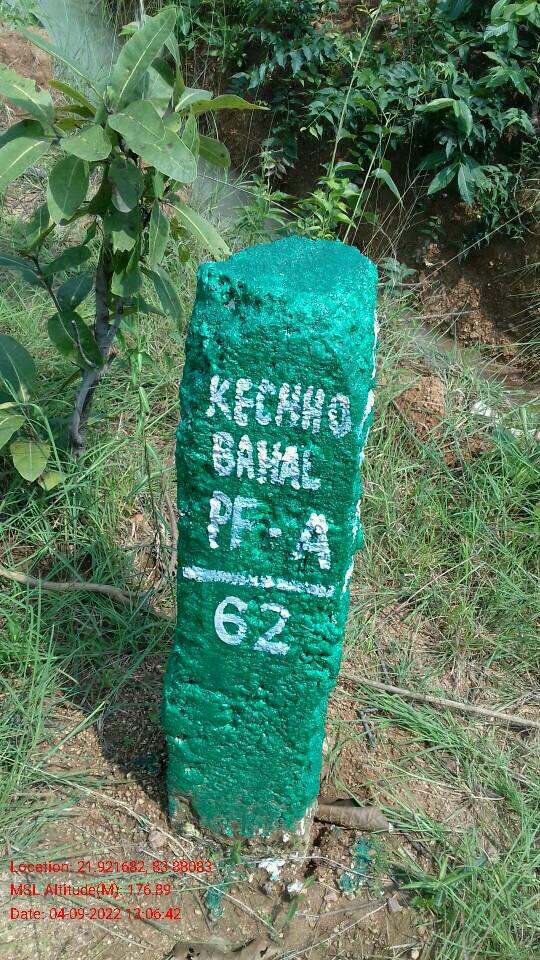 KECHHO
BAHAL
PF-A
62
Location: 21.921682, 83.88083
MSL Altitude(M): 176.89
Date: 04-09-2022 13:06:42